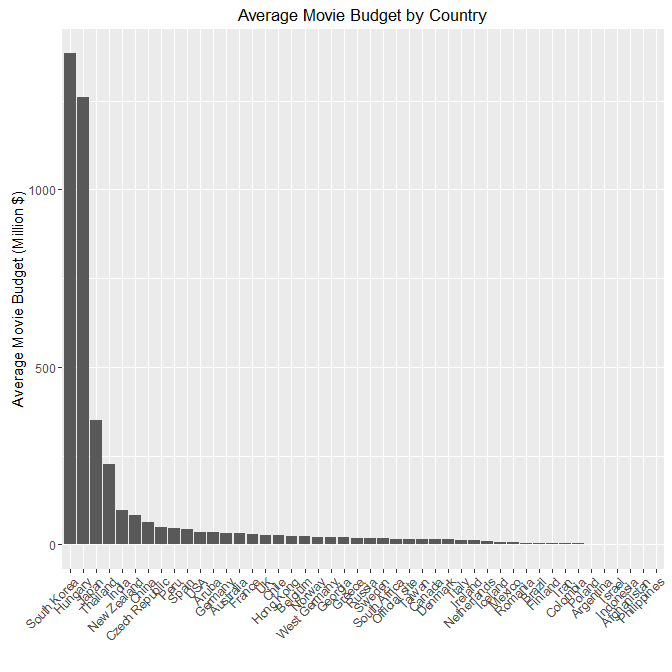 Average Movie Budget by Country
Average Movie Budget (Million $)
1000
500
0
South Korea
Hungary
Japan
Thailand
India
New Zealand
China
Czech Republic
Peru
Spain
USA
Aruba
Germany
Australia
France
UK
Chile
Hong Kong
Belgium
Norway
West Germany
Georgia
Greece
Russia
Sweden
South Africa
Official site
Taiwan
Canada
Denmark
Italy
Ireland
Netherlands
Iceland
Mexico
Romania
Brazil
Finland
Iran
Colombia
Poland
Argentina
Israel
Indonesia
Afghanistan
Philippines